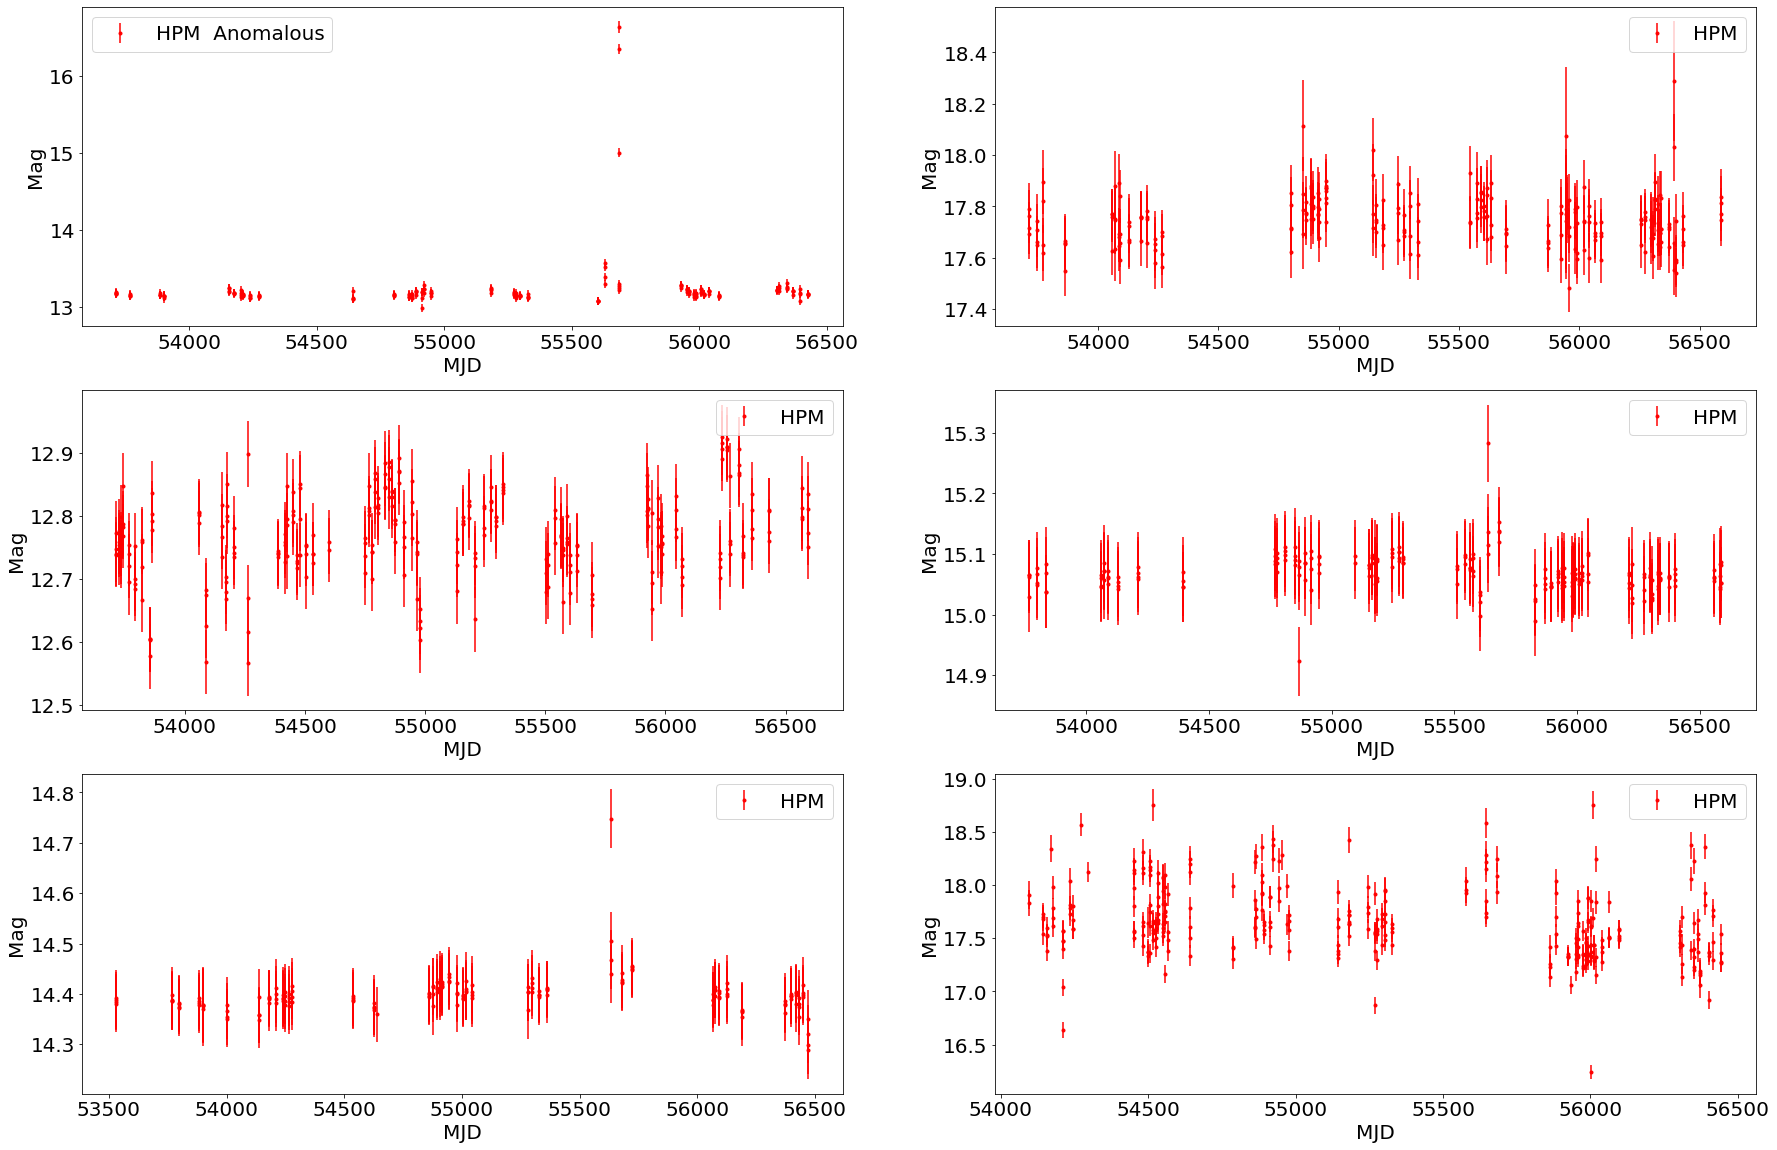 HPM  Anomalous
Mag
16
15
14
13
54000 54500 55000 55500 56000 56500
MJD
HPM
Mag
18.4
18.2
18.0
17.8
17.6
17.4
54000 54500 55000 55500 56000 56500
MJD
HPM
Mag
12.9
12.8
12.7
12.6
12.5
54000 54500 55000 55500 56000 56500
MJD
HPM
Mag
15.3
15.2
15.1
15.0
14.9
54000 54500 55000 55500 56000 56500
MJD
HPM
Mag
14.8
14.7
14.6
14.5
14.4
14.3
53500 54000 54500 55000 55500 56000 56500
MJD
HPM
Mag
19.0
18.5
18.0
17.5
17.0
16.5
54000 54500 55000 55500 56000 56500
MJD